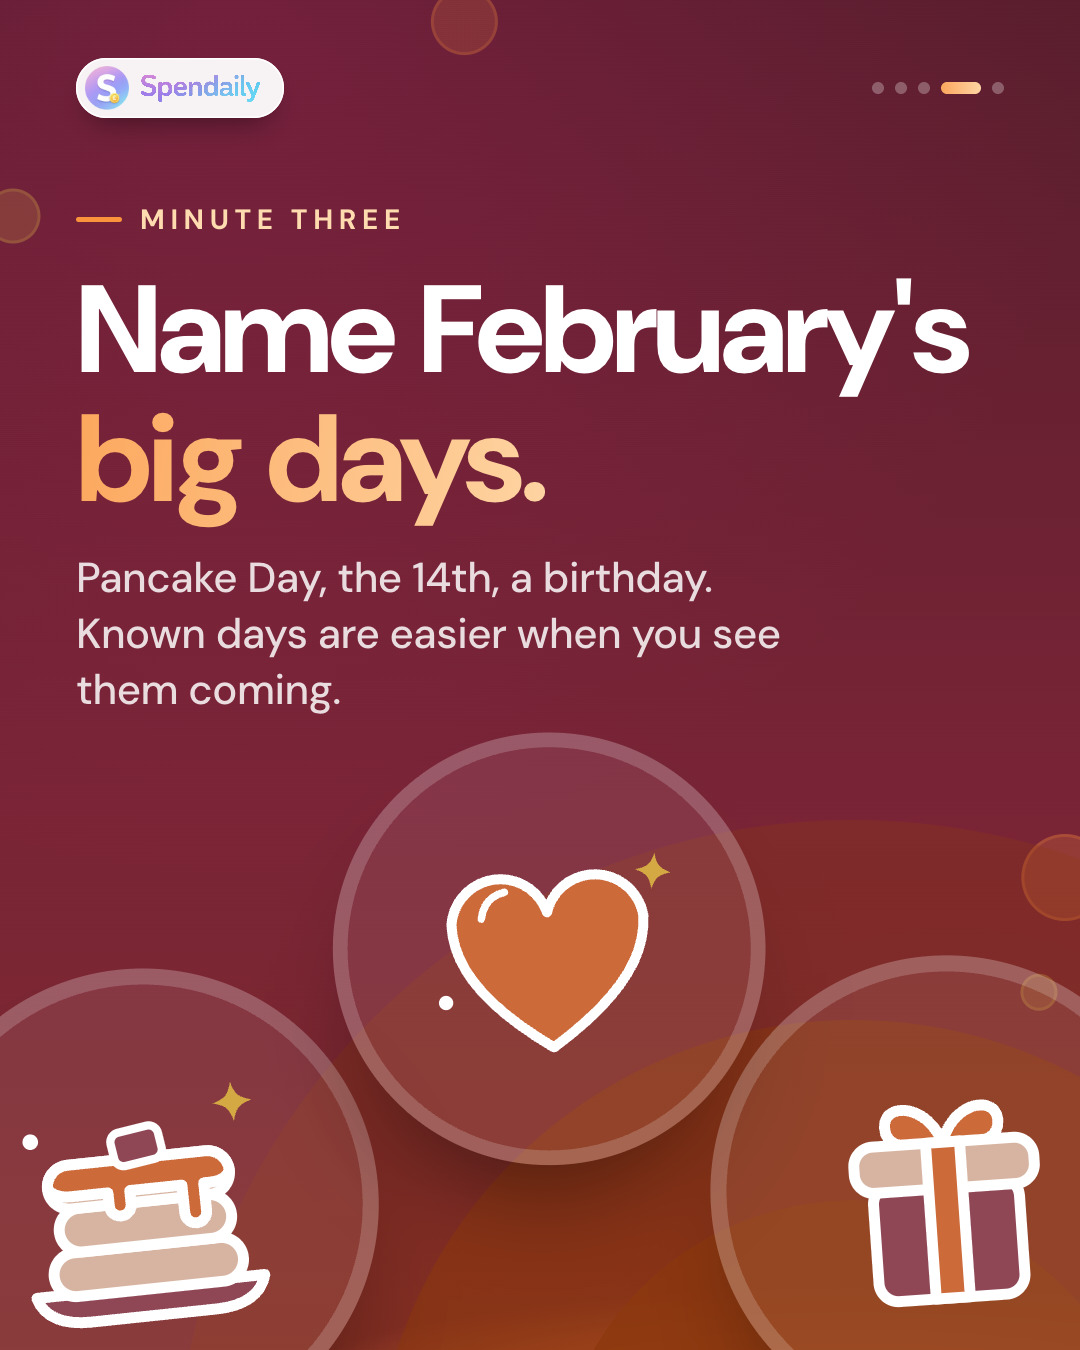 Spendaily
MINUTE THREE
Name February's
big days.
Pancake Day, the 14th, a birthday.
Known days are easier when you see
them coming.